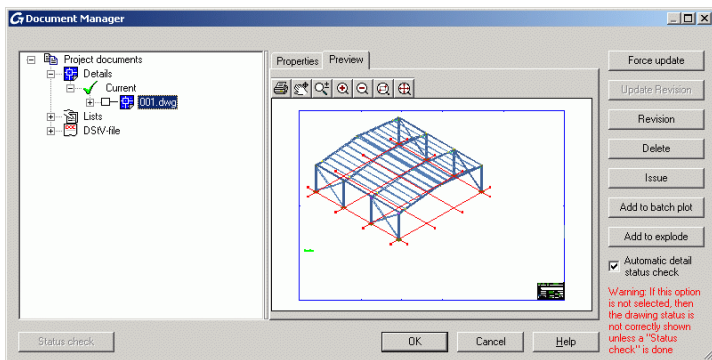 Document Manager
Project documents
Details
Current
001.dwg
Lists
DStV-file
Properties
Preview
Force update
Update Revision
Revision
Delete
Issue
Add to batch plot
Add to explode
Automatic detail
status check
Warning: If this option
is not selected, then
the drawing status is
not correctly shown
unless a "Status
check" is done
Status check
OK
Cancel
Help